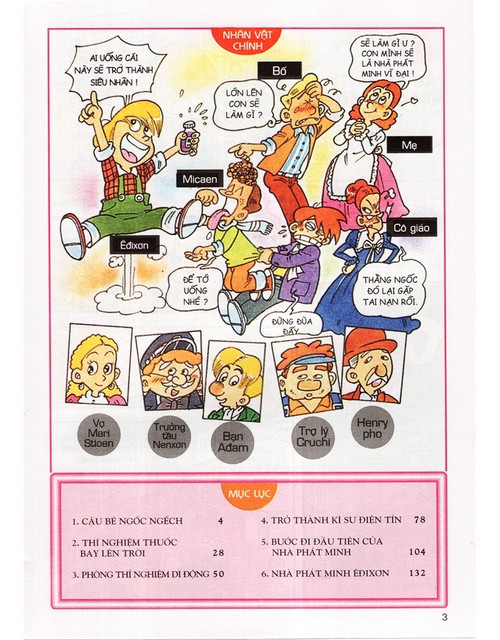 NHÂN VẬT
CHÍNH
AI UỐNG CÁI
NÀY SẼ TRỞ THÀNH
SIÊU NHÂN !
Bố
LỚN LÊN
CON SẼ
LÀM GÌ ?
SẼ LÀM GÌ Ư ?
CON MÌNH SẼ
LÀ NHÀ PHÁT
MINH VĨ ĐẠI !
Mẹ
Micaen
Êđixơn
Cô giáo
ĐỂ TỚ
UỐNG
NHÉ ?
ĐỪNG ĐÙA
ĐẤY
THẰNG NGỐC
ĐÓ LẠI GẶP
TAI NẠN RỒI.
Vợ
Mari
Stioen
Trưởng
tàu
Nenxơn
Bạn
Ađam
Trợ lý
Cruchi
Henry
pho
MỤC LỤC
1. CẬU BÉ NGỐC NGẾCH 4
2. THÍ NGHIỆM THUỐC
BAY LÊN TRỜI 28
3. PHÒNG THÍ NGHIỆM DI ĐỘNG 50
4. TRỞ THÀNH KĨ SƯ ĐIỆN TÍN 78
5. BƯỚC ĐI ĐẦU TIÊN CỦA
NHÀ PHÁT MINH 104
6. NHÀ PHÁT MINH ÊĐIXƠN 132
3